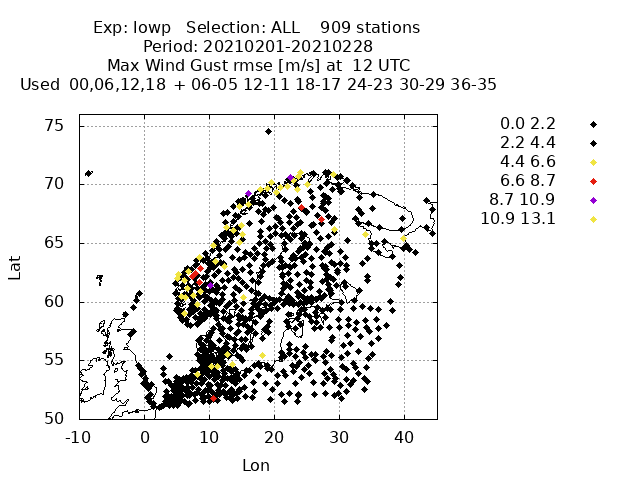 Exp: lowp   Selection: ALL    909 stations
Period: 20210201-20210228
Max Wind Gust rmse [m/s] at  12 UTC
Used  00,06,12,18  + 06-05 12-11 18-17 24-23 30-29 36-35
0.0 2.2
2.2 4.4
4.4 6.6
6.6 8.7
8.7 10.9
10.9 13.1
75
70
65
60
55
50
Lat
-10 0 10 20 30 40
Lon